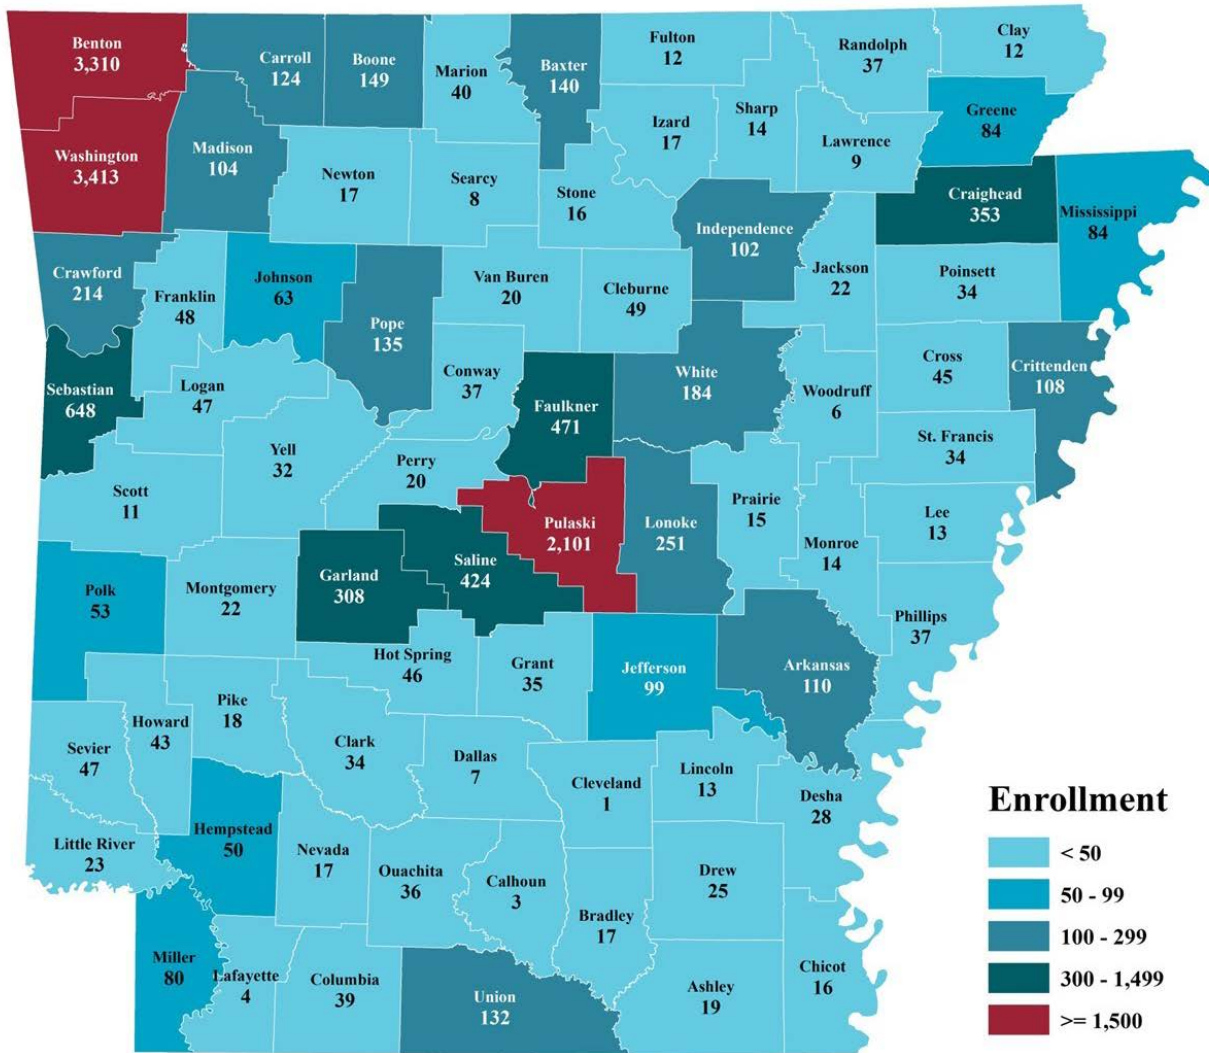 Benton
3,310
Carroll
124
Boone
149
Marion
40
Baxter
140
Fulton
12
Randolph
37
Clay
12
Washington
3,413
Madison
104
Newton
17
Searcy
8
Stone
16
Izard
17
Sharp
14
Lawrence
9
Greene
84
Craighead
353
Mississippi
84
Independence
102
Crawford
214
Franklin
48
Johnson
63
Pope
135
Van Buren
20
Cleburne
49
Jackson
22
Poinsett
34
Sebastian
648
Logan
47
Conway
37
Faulkner
471
White
184
Woodruff
6
Cross
45
Crittenden
108
Yell
32
Perry
20
St. Francis
34
Scott
11
Pulaski
2,101
Lonoke
251
Prairie
15
Monroe
14
Lee
13
Polk
53
Montgomery
22
Garland
308
Saline
424
Phillips
37
Hot Spring
46
Grant
35
Jefferson
99
Arkansas
110
Sevier
47
Howard
43
Pike
18
Clark
34
Dallas
7
Cleveland
1
Lincoln
13
Desha
28
Little River
23
Hempstead
50
Nevada
17
Ouachita
36
Calhoun
3
Bradley
17
Drew
25
Miller
80
Lafayette
4
Columbia
39
Union
132
Ashley
19
Chicot
16
Enrollment
< 50
50 - 99
100 - 299
300 - 1,499
>= 1,500